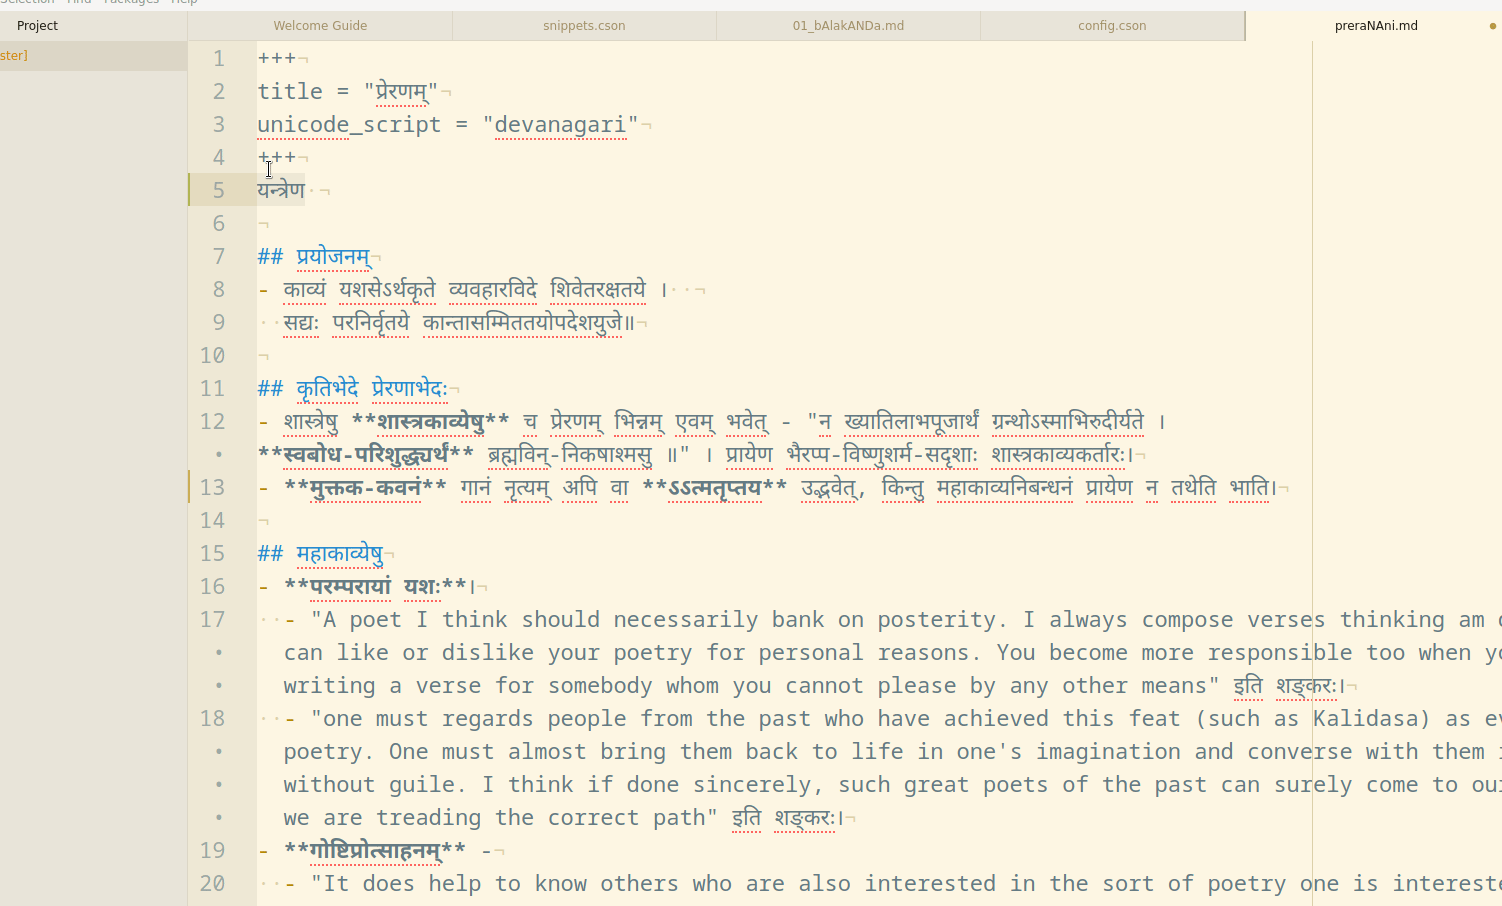 Selection Find Packages Help
Project
Welcome Guide
snippets.cson
01_bAlakANDa.md
config.cson
preraNAni.md
ster]
1 +++
2 title = "प्रेरणम्"
3 unicode_script = "devanagari"
4 +++
5 यन्त्रेण
6
7 ## प्रयोजनम्
8 - काव्यं यशसेऽर्थकृते व्यवहारविदे शिवेतरक्षतये ।
9 सद्यः परनिर्वृतये कान्तासम्मिततयोपदेशयुजे॥
10
11 ## कृतिभेदे प्रेरणाभेदः
12 - शास्त्रेषु **शास्त्रकाव्येषु** च प्रेरणम् भिन्नम् एवम् भवेत् - "न ख्यातिलाभपूजार्थं ग्रन्थोऽस्माभिरुदीर्यते ।
**स्वबोध-परिशुद्ध्यर्थं** ब्रह्मविन्-निकषाश्मसु ॥" । प्रायेण भैरप्प-विष्णुशर्म-सदृशाः शास्त्रकाव्यकर्तारः।
13 - **मुक्तक-कवनं** गानं नृत्यम् अपि वा **ऽऽत्मतृप्तय** उद्भवेत्, किन्तु महाकाव्यनिबन्धनं प्रायेण न तथेति भाति।
14
15 ## महाकाव्येषु
16 - **परम्परायां यशः**।
17 - "A poet I think should necessarily bank on posterity. I always compose verses thinking am
can like or dislike your poetry for personal reasons. You become more responsible too when
writing a verse for somebody whom you cannot please by any other means" इति शङ्करः।
18 - "one must regards people from the past who have achieved this feat (such as Kalidasa) as
poetry. One must almost bring them back to life in one's imagination and converse with them
without guile. I think if done sincerely, such great poets of the past can surely come to
we are treading the correct path" इति शङ्करः।
19 - **गोष्टिप्रोत्साहनम्** -
20 - "It does help to know others who are also interested in the sort of poetry one is